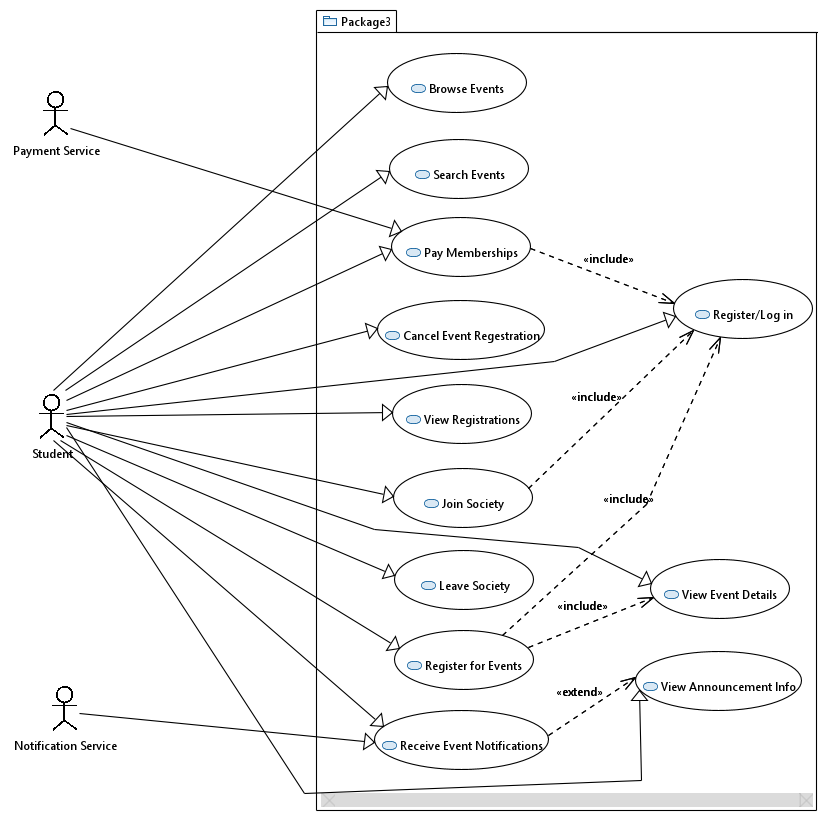 Package3
Browse Events
Payment Service
Search Events
Pay Memberships
«include»
Register/Log in
Cancel Event Regestration
«include»
View Registrations
Student
Join Society
«include»
Leave Society
View Event Details
«include»
Register for Events
View Announcement Info
«extend»
Notification Service
Receive Event Notifications